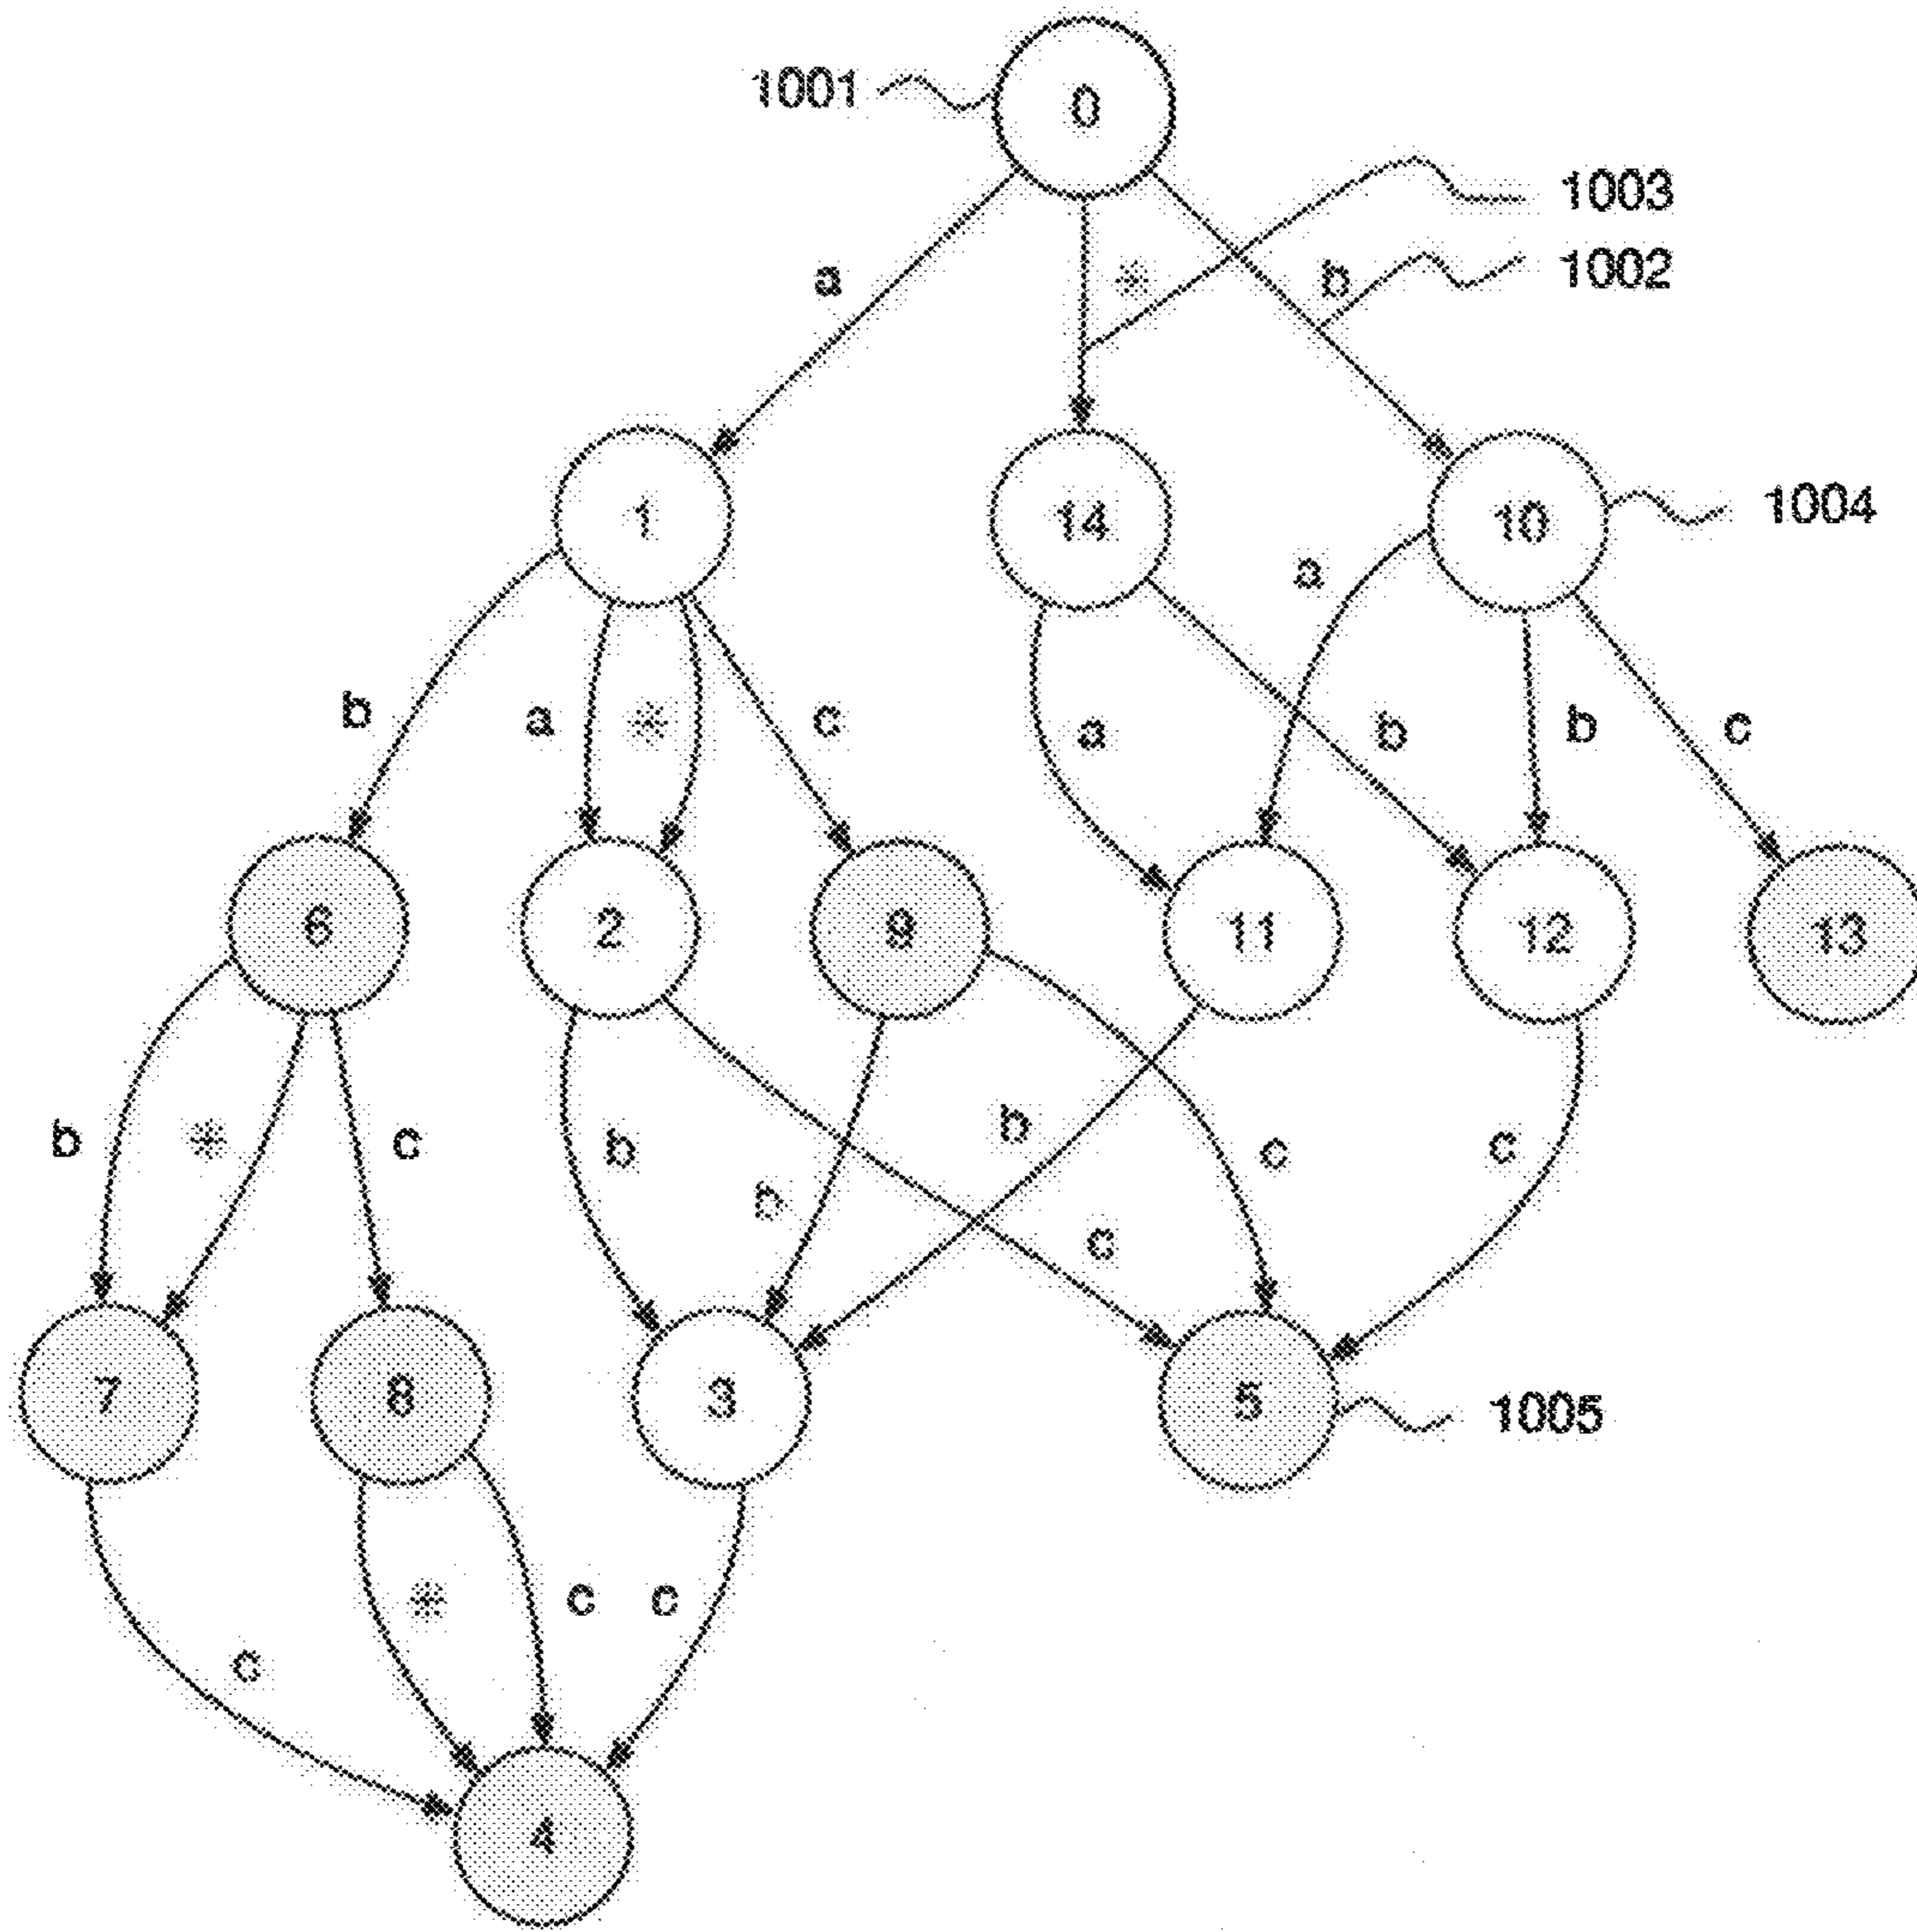 1001 0
1003
a ※ b 1002
1 14 10 1004
a
b a ※ c a b b c
6 2 9 11 12 13
b ※ c b b b c c
c
7 8 3 5 1005
※ c c
c
4